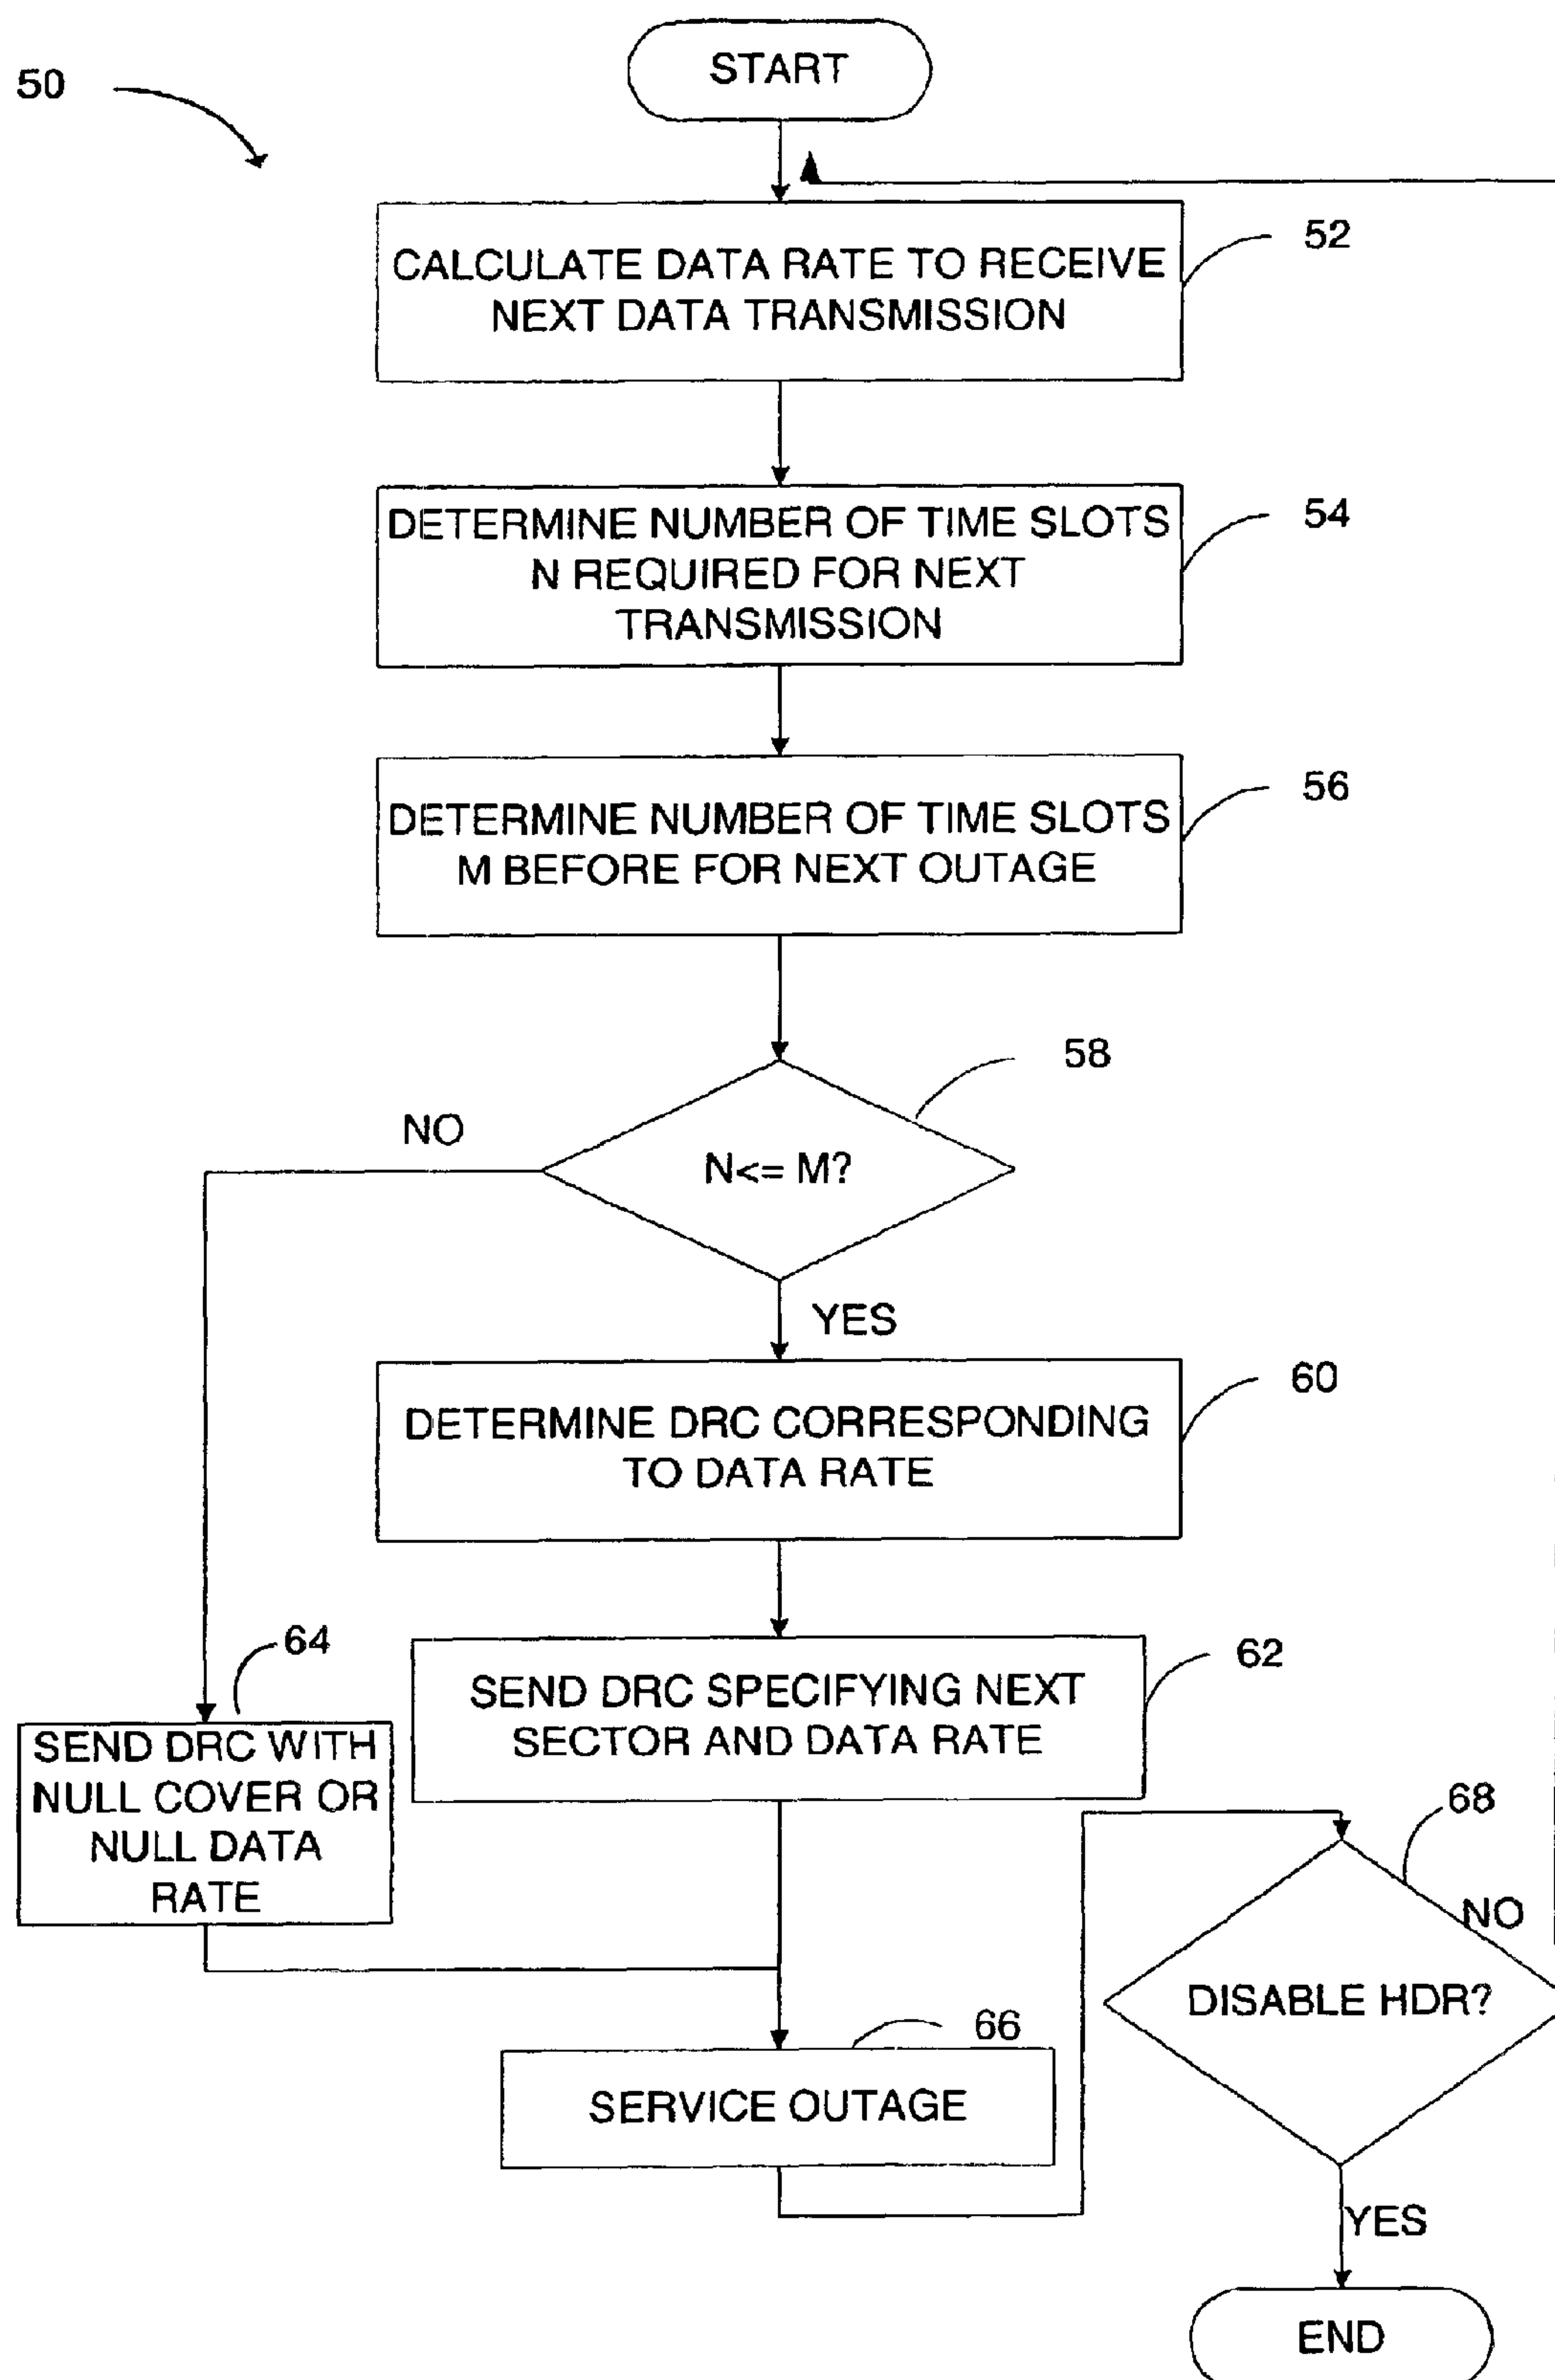 50
START
52
CALCULATE DATA RATE TO RECEIVE
NEXT DATA TRANSMISSION
54
DETERMINE NUMBER OF TIME SLOTS
N REQUIRED FOR NEXT
TRANSMISSION
56
DETERMINE NUMBER OF TIME SLOTS
M BEFORE FOR NEXT OUTAGE
58
NO
N<= M?
YES
60
DETERMINE DRC CORRESPONDING
TO DATA RATE
64
62
SEND DRC SPECIFYING NEXT
SECTOR AND DATA RATE
SEND DRC WITH
NULL COVER OR
NULL DATA
RATE
68
NO
DISABLE HDR?
66
SERVICE OUTAGE
YES
END